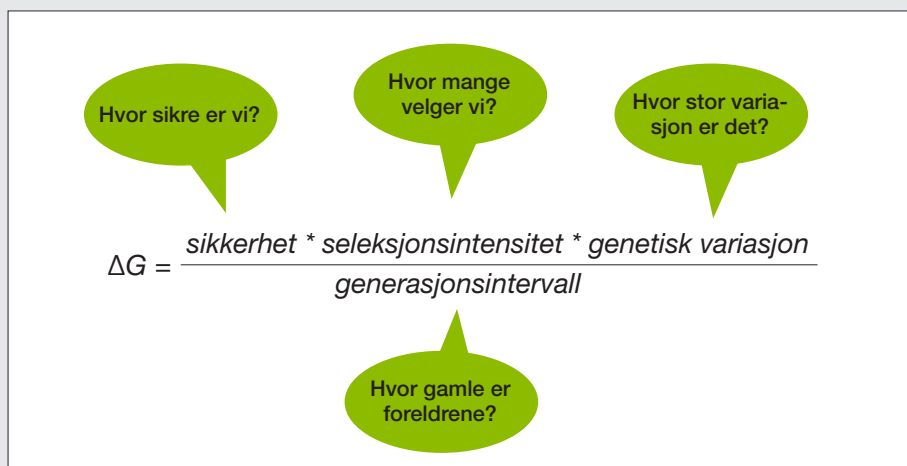 Hvor sikre er vi?
Hvor mange
velger vi?
Hvor stor varia-
sjon er det?
ΔG = sikkerhet * seleksjonsintensitet * genetisk variasjon
generasjonsintervall
Hvor gamle er
foreldrene?